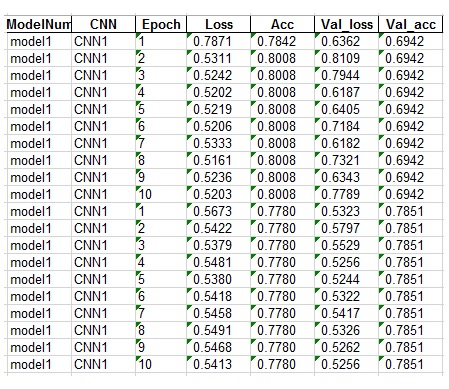 ModelNum CNN Epoch Loss Acc Val_loss Val_acc
model1 CNN1 1 0.7871 0.7842 0.6362 0.6942
model1 CNN1 2 0.5311 0.8008 0.8109 0.6942
model1 CNN1 3 0.5242 0.8008 0.7944 0.6942
model1 CNN1 4 0.5202 0.8008 0.6187 0.6942
model1 CNN1 5 0.5219 0.8008 0.6405 0.6942
model1 CNN1 6 0.5206 0.8008 0.7184 0.6942
model1 CNN1 7 0.5333 0.8008 0.6182 0.6942
model1 CNN1 8 0.5161 0.8008 0.7321 0.6942
model1 CNN1 9 0.5236 0.8008 0.6343 0.6942
model1 CNN1 10 0.5203 0.8008 0.7789 0.6942
model1 CNN1 1 0.5673 0.7780 0.5323 0.7851
model1 CNN1 2 0.5422 0.7780 0.5797 0.7851
model1 CNN1 3 0.5379 0.7780 0.5529 0.7851
model1 CNN1 4 0.5481 0.7780 0.5256 0.7851
model1 CNN1 5 0.5380 0.7780 0.5244 0.7851
model1 CNN1 6 0.5418 0.7780 0.5322 0.7851
model1 CNN1 7 0.5458 0.7780 0.5417 0.7851
model1 CNN1 8 0.5491 0.7780 0.5326 0.7851
model1 CNN1 9 0.5468 0.7780 0.5262 0.7851
model1 CNN1 10 0.5413 0.7780 0.5256 0.7851